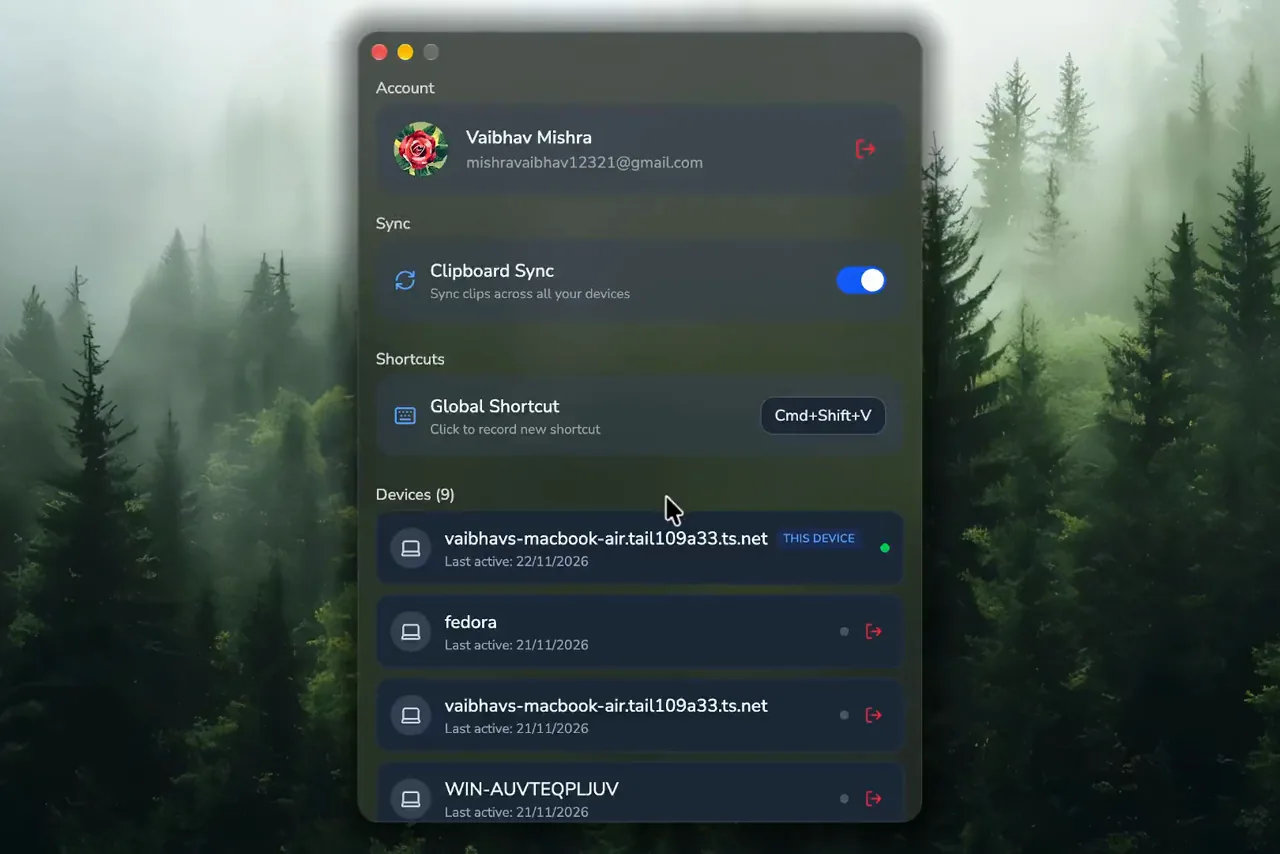 Account
Vaibhav Mishra
mishravaibhav12321@gmail.com
Sync
Clipboard Sync
Sync clips across all your devices
Shortcuts
Global Shortcut
Click to record new shortcut
Cmd+Shift+V
Devices (9)
vaibhavs-macbook-air.tail109a33.ts.net THIS DEVICE
Last active: 22/11/2026
fedora
Last active: 21/11/2026
vaibhavs-macbook-air.tail109a33.ts.net
Last active: 21/11/2026
WIN-AUVTEQPLJUV
Last active: 21/11/2026